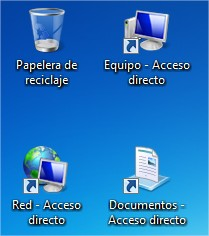 Papelera de
reciclaje
Equipo - Acceso
directo
Red - Acceso
directo
Documentos -
Acceso directo